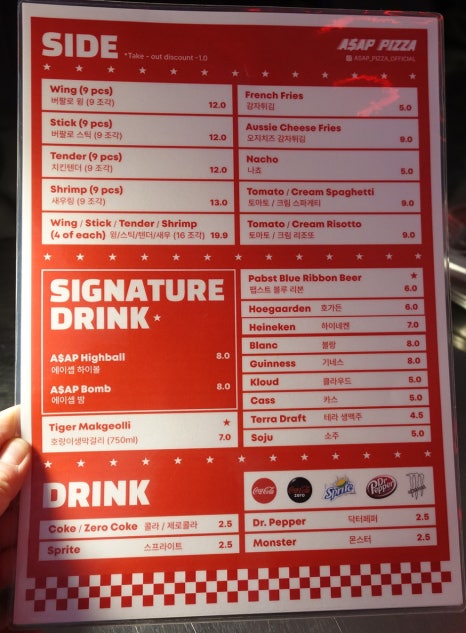 SIDE *Take - out discount -1.0
A$AP PIZZA
A$AP_PIZZA_OFFICIAL
Wing (9 pcs)
버팔로 윙 (9 조각) 12.0
Stick (9 pcs)
버팔로 스틱 (9 조각) 12.0
Tender (9 pcs)
치킨텐더 (9 조각) 12.0
Shrimp (9 pcs)
새우링 (9 조각) 13.0
Wing / Stick / Tender / Shrimp
(4 of each) 윙/스틱/텐더/새우 (16 조각) 19.9
French Fries
감자튀김 5.0
Aussie Cheese Fries
오지치즈 감자튀김 9.0
Nacho
나쵸 5.0
Tomato / Cream Spaghetti
토마토 / 크림 스파게티 9.0
Tomato / Cream Risotto
토마토 / 크림 리조또 9.0
SIGNATURE
DRINK
A$AP Highball 8.0
에이셉 하이볼
A$AP Bomb 8.0
에이셉 밤
Tiger Makgeolli
호랑이생막걸리 (750ml) 7.0
Pabst Blue Ribbon Beer
팹스트 블루 리본 6.0
Hoegaarden 호가든 6.0
Heineken 하이네켄 7.0
Blanc 블랑 8.0
Guinness 기네스 8.0
Kloud 클라우드 5.0
Cass 카스 5.0
Terra Draft 테라 생맥주 4.5
Soju 소주 5.0
DRINK
Coca-Cola
zero
Sprite
Dr Pepper
Coke / Zero Coke 콜라 / 제로콜라 2.5
Sprite 스프라이트 2.5
Dr. Pepper 닥터페퍼 2.5
Monster 몬스터 2.5